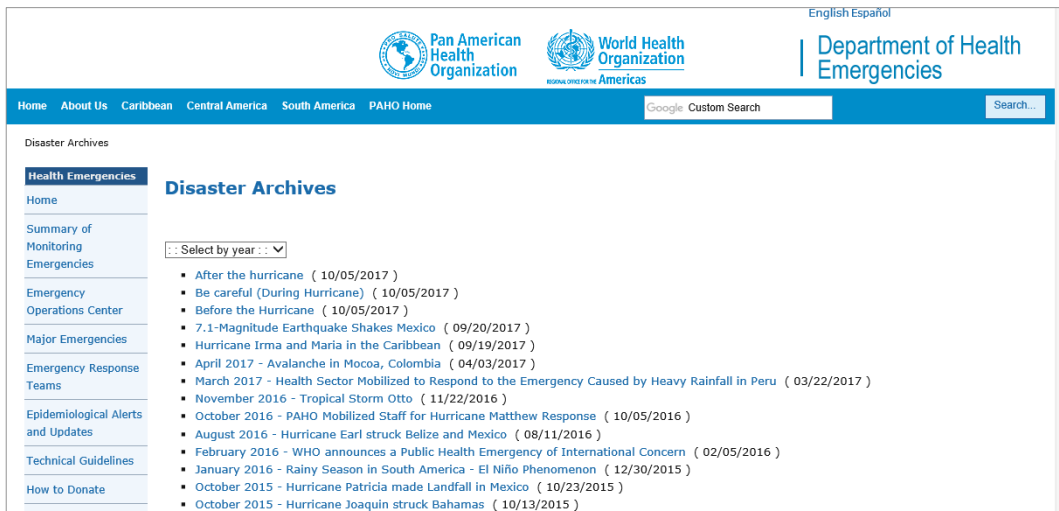 English Español
Pan American
Health
Organization
World Health
Organization
REGIONAL OFFICE FOR THE Americas
Department of Health
Emergencies
Home About Us Caribbean Central America South America PAHO Home
Google Custom Search
Search...
Disaster Archives
Health Emergencies
Home
Summary of
Monitoring
Emergencies
Emergency
Operations Center
Major Emergencies
Emergency Response
Teams
Epidemiological Alerts
and Updates
Technical Guidelines
How to Donate
Disaster Archives
: : Select by year : :
After the hurricane ( 10/05/2017 )
Be careful (During Hurricane) ( 10/05/2017 )
Before the Hurricane ( 10/05/2017 )
7.1-Magnitude Earthquake Shakes Mexico ( 09/20/2017 )
Hurricane Irma and Maria in the Caribbean ( 09/19/2017 )
April 2017 - Avalanche in Mocoa, Colombia ( 04/03/2017 )
March 2017 - Health Sector Mobilized to Respond to the Emergency Caused by Heavy Rainfall in Peru ( 03/22/2017 )
November 2016 - Tropical Storm Otto ( 11/22/2016 )
October 2016 - PAHO Mobilized Staff for Hurricane Matthew Response ( 10/05/2016 )
August 2016 - Hurricane Earl struck Belize and Mexico ( 08/11/2016 )
February 2016 - WHO announces a Public Health Emergency of International Concern ( 02/05/2016 )
January 2016 - Rainy Season in South America - El Niño Phenomenon ( 12/30/2015 )
October 2015 - Hurricane Patricia made Landfall in Mexico ( 10/23/2015 )
October 2015 - Hurricane Joaquin struck Bahamas ( 10/13/2015 )